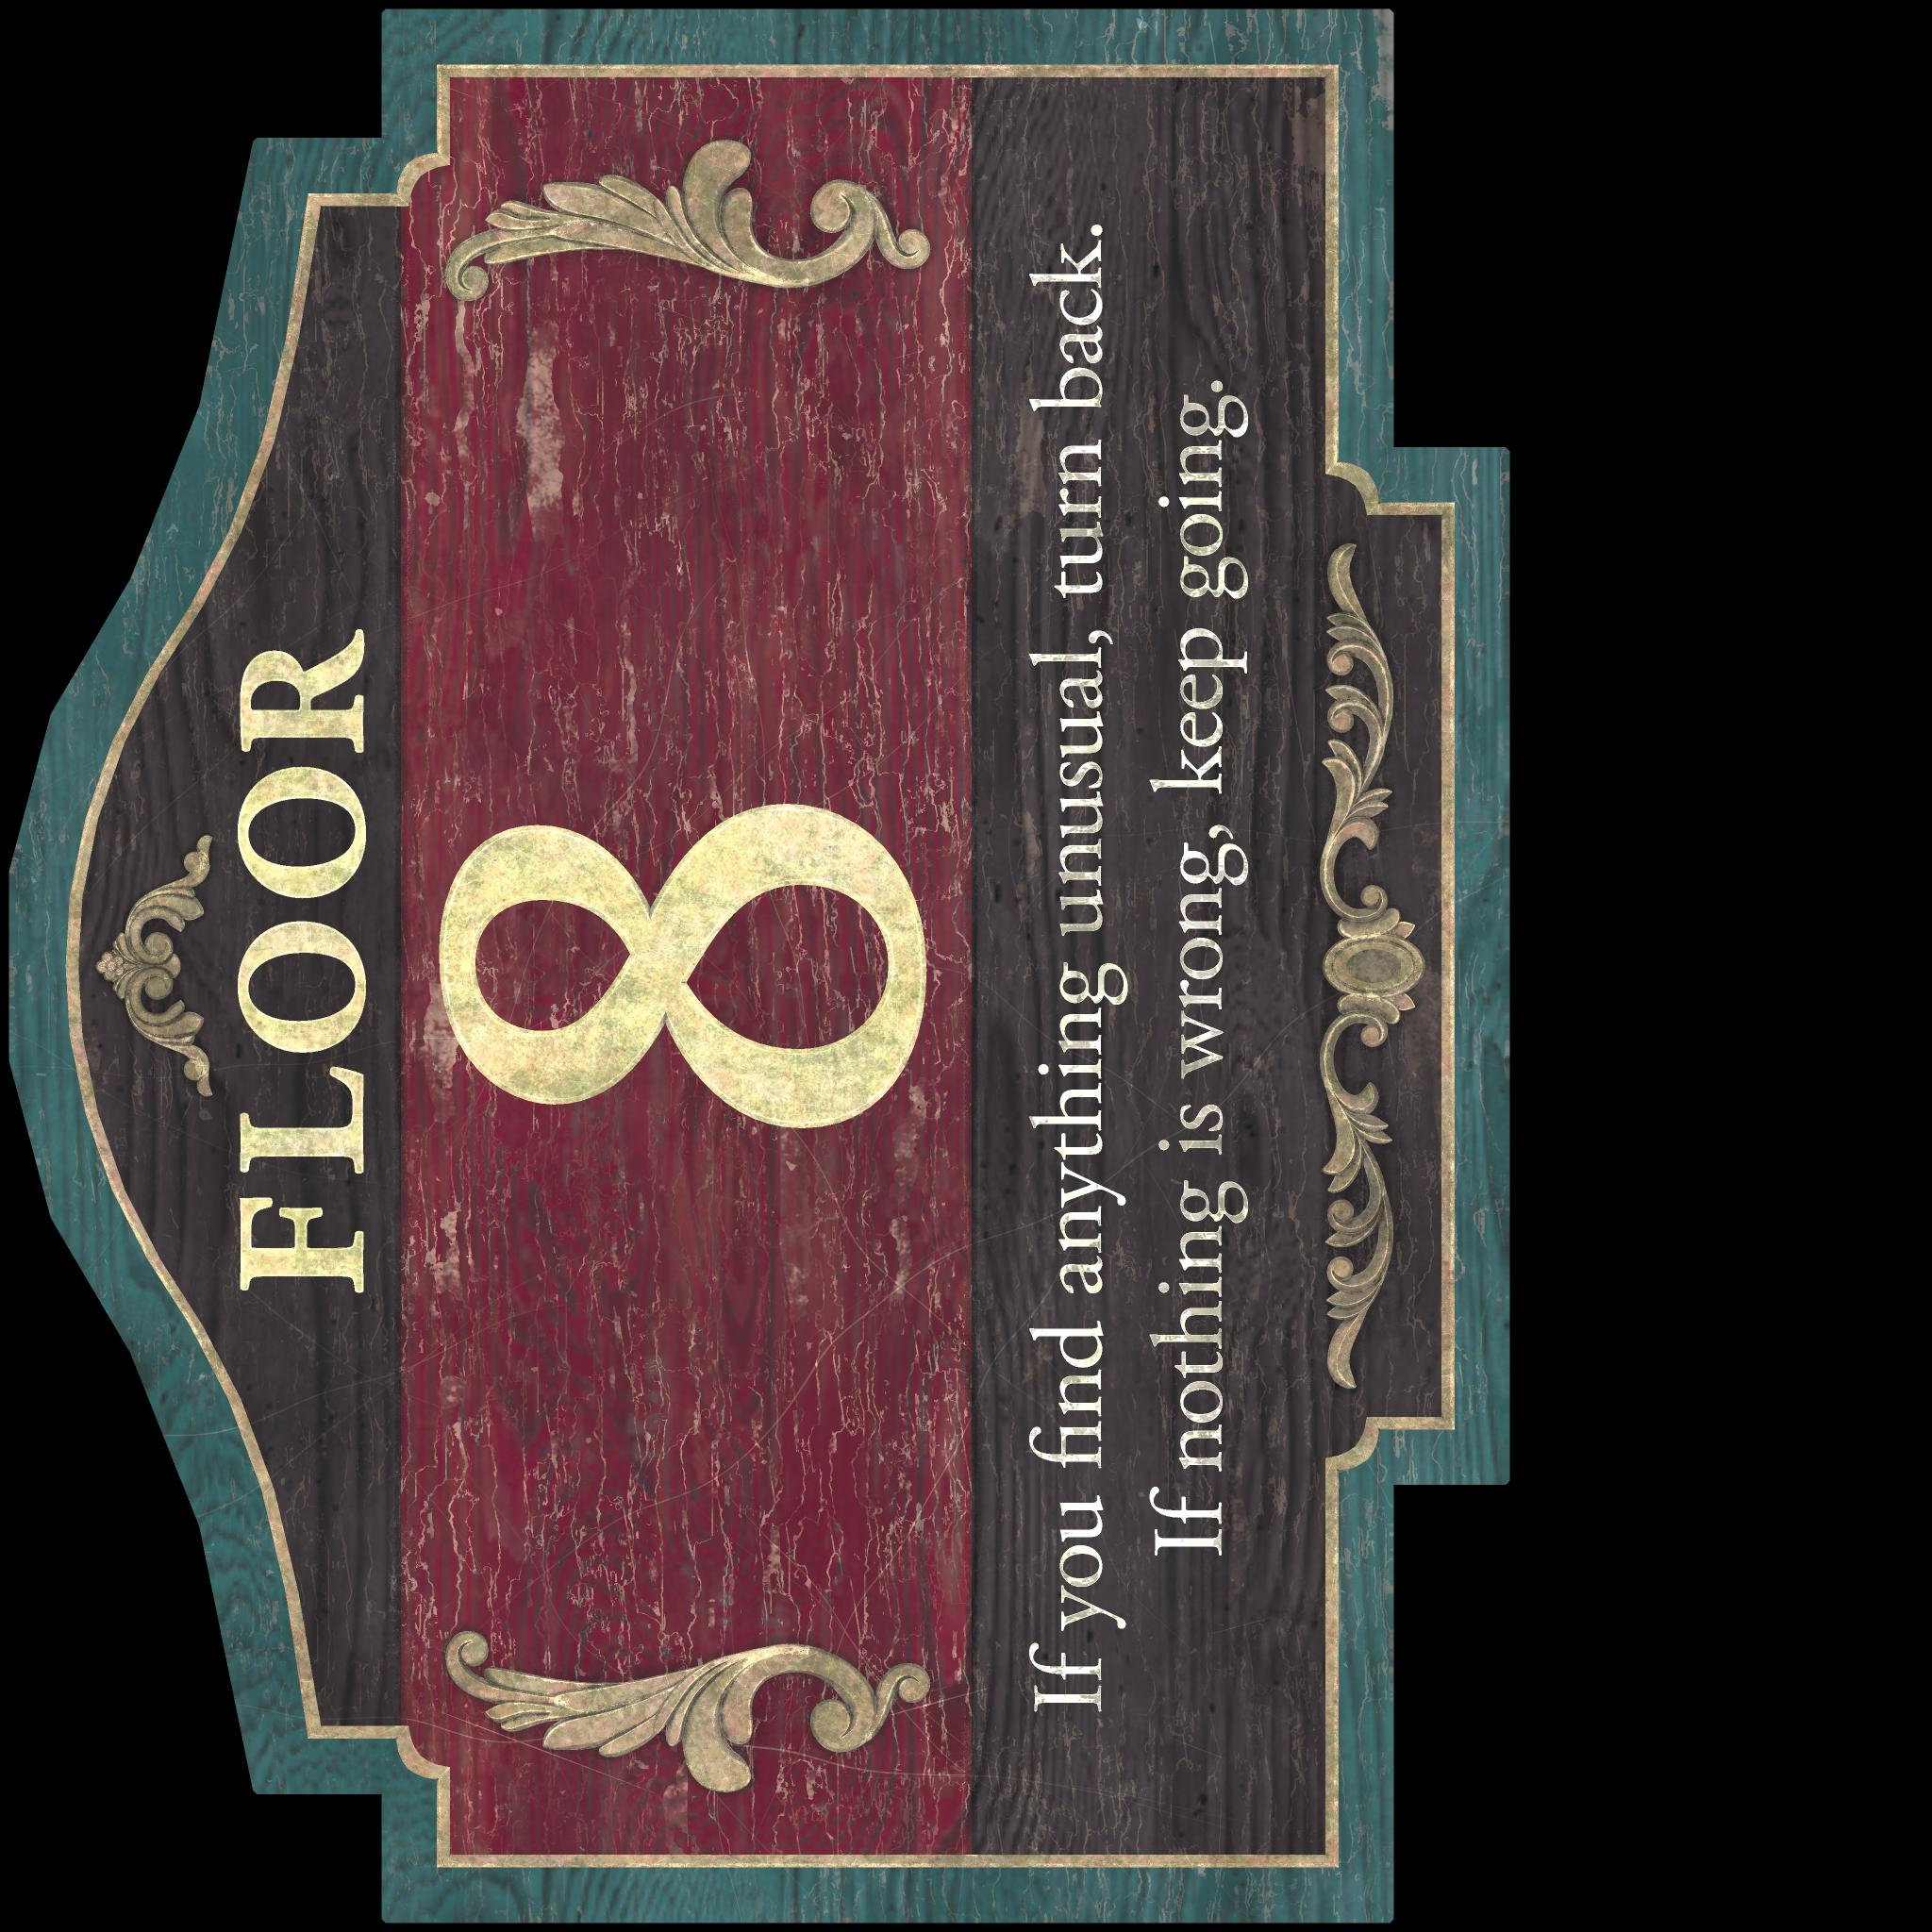 FLOOR
8
If you find anything unusual, turn back.
If nothing is wrong, keep going.